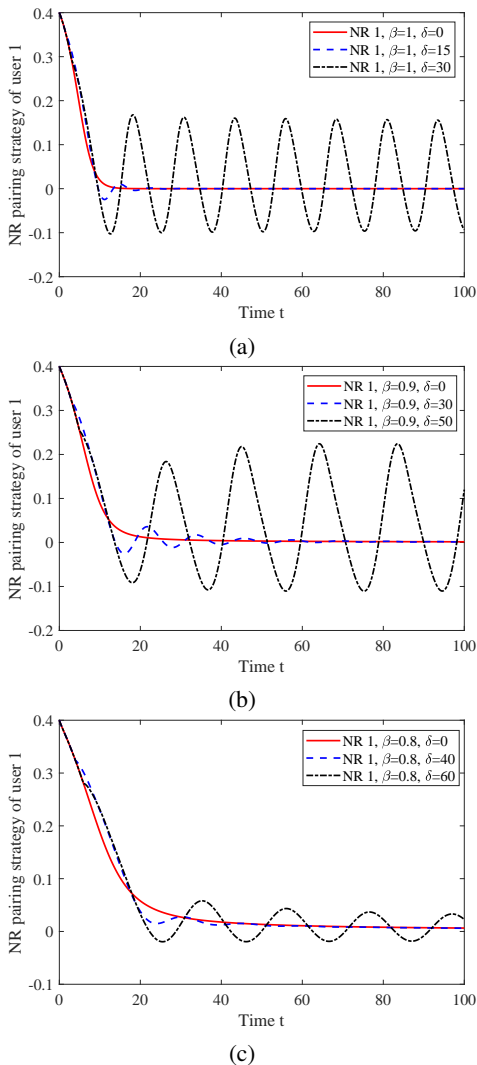 0.4
0.3
0.2
0.1
0
-0.1
-0.2
NR pairing strategy of user 1
NR 1, β=1, δ=0
NR 1, β=1, δ=15
NR 1, β=1, δ=30
0 20 40 60 80 100
Time t
(a)
0.4
0.3
0.2
0.1
0
-0.1
-0.2
NR pairing strategy of user 1
NR 1, β=0.9, δ=0
NR 1, β=0.9, δ=30
NR 1, β=0.9, δ=50
0 20 40 60 80 100
Time t
(b)
0.4
0.3
0.2
0.1
0
-0.1
NR pairing strategy of user 1
NR 1, β=0.8, δ=0
NR 1, β=0.8, δ=40
NR 1, β=0.8, δ=60
0 20 40 60 80 100
Time t
(c)